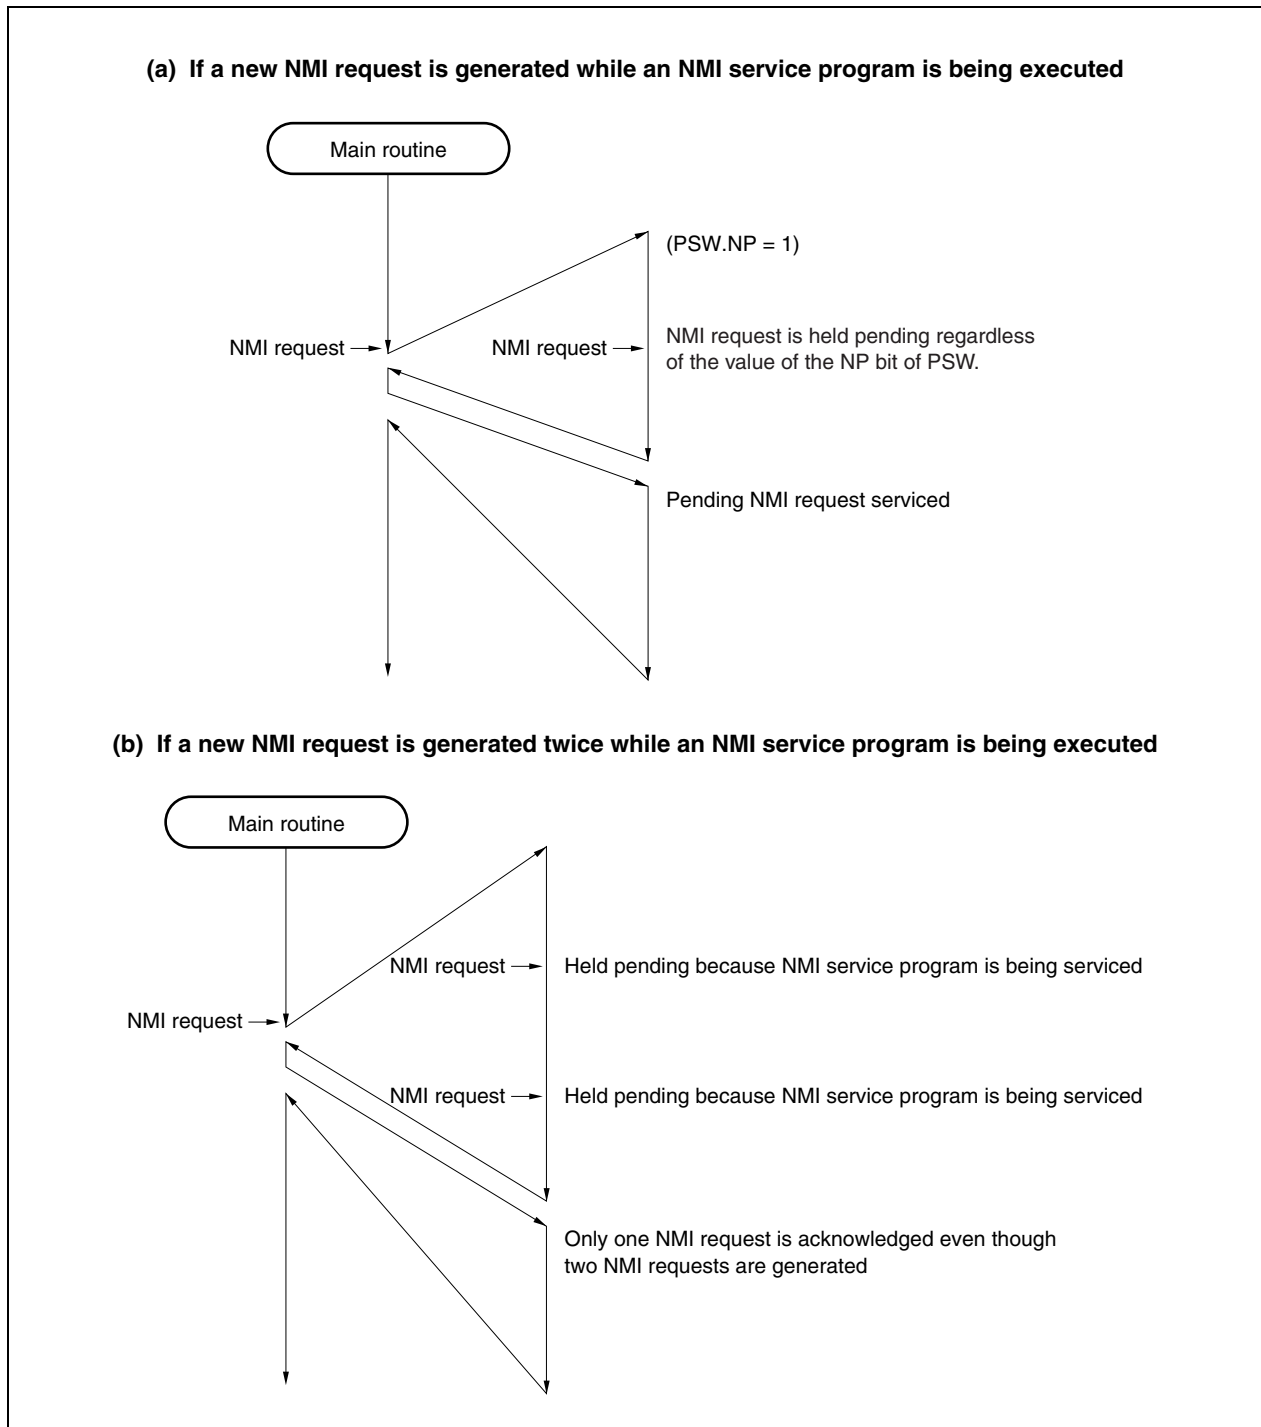 (a) If a new NMI request is generated while an NMI service program is being executed
Main routine
(PSW.NP = 1)
NMI request
NMI request
NMI request is held pending regardless
of the value of the NP bit of PSW.
Pending NMI request serviced
(b) If a new NMI request is generated twice while an NMI service program is being executed
Main routine
NMI request
Held pending because NMI service program is being serviced
NMI request
NMI request
Held pending because NMI service program is being serviced
Only one NMI request is acknowledged even though
two NMI requests are generated